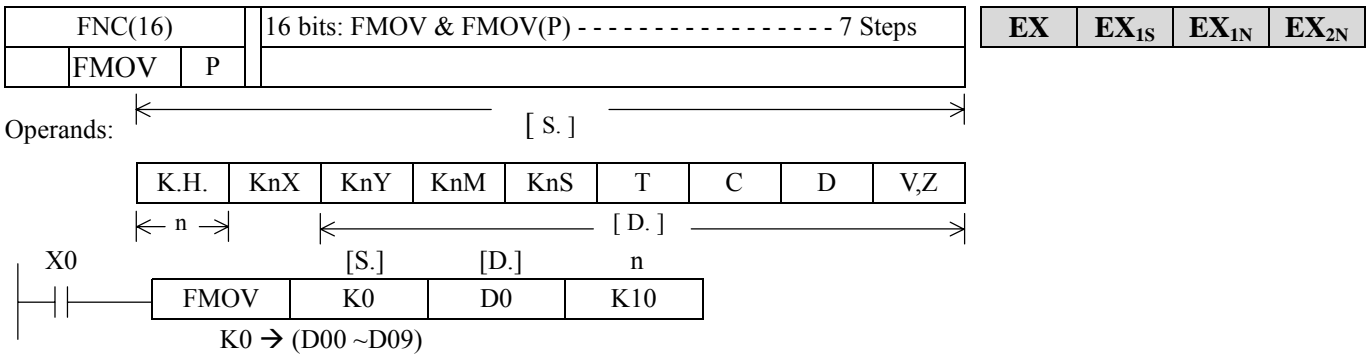 FNC(16) 16 bits: FMOV & FMOV(P) - - - - - - - - - - - - - - - - - 7 Steps EX EX1S EX1N EX2N
FMOV P
[ S. ]
Operands:
K.H. KnX KnY KnM KnS T C D V,Z
n [ D. ]
X0 [S.] [D.] n
FMOV K0 D0 K10
K0 → (D00 ~D09)